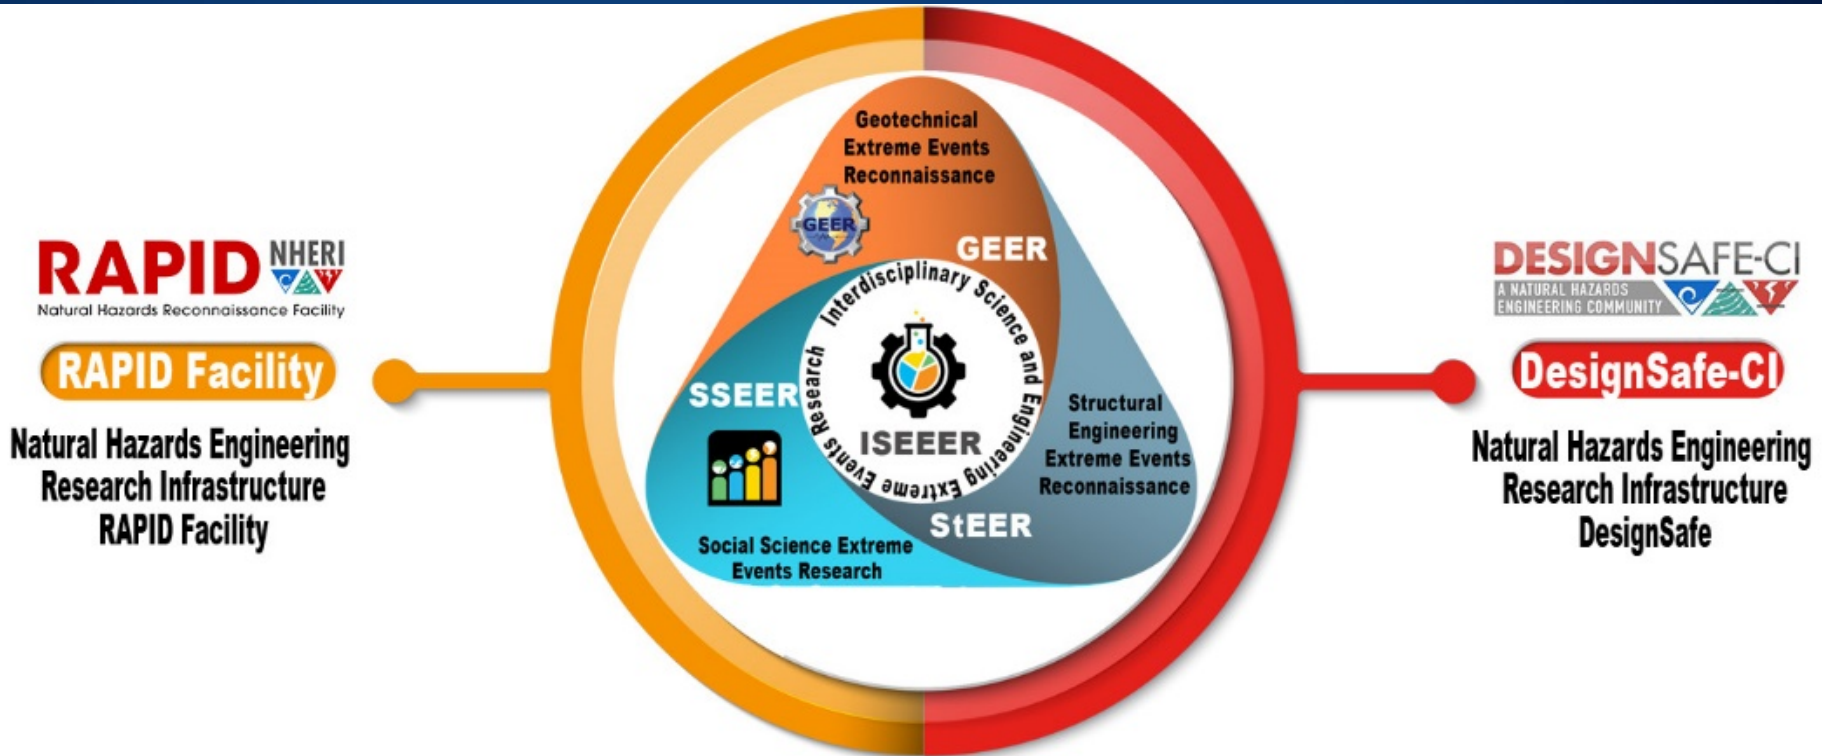 RAPID NHERI
Natural Hazards Reconnaissance Facility
RAPID Facility
Natural Hazards Engineering
Research Infrastructure
RAPID Facility
Geotechnical
Extreme Events
Reconnaissance
GEER
GEER
Interdisciplinary Science and Engineering Extreme Events Research
ISEEER
SSEER
Social Science Extreme
Events Research
Structural
Engineering
Extreme Events
Reconnaissance
StEER
DESIGNSAFE-CI
A NATURAL HAZARDS
ENGINEERING COMMUNITY
DesignSafe-CI
Natural Hazards Engineering
Research Infrastructure
DesignSafe